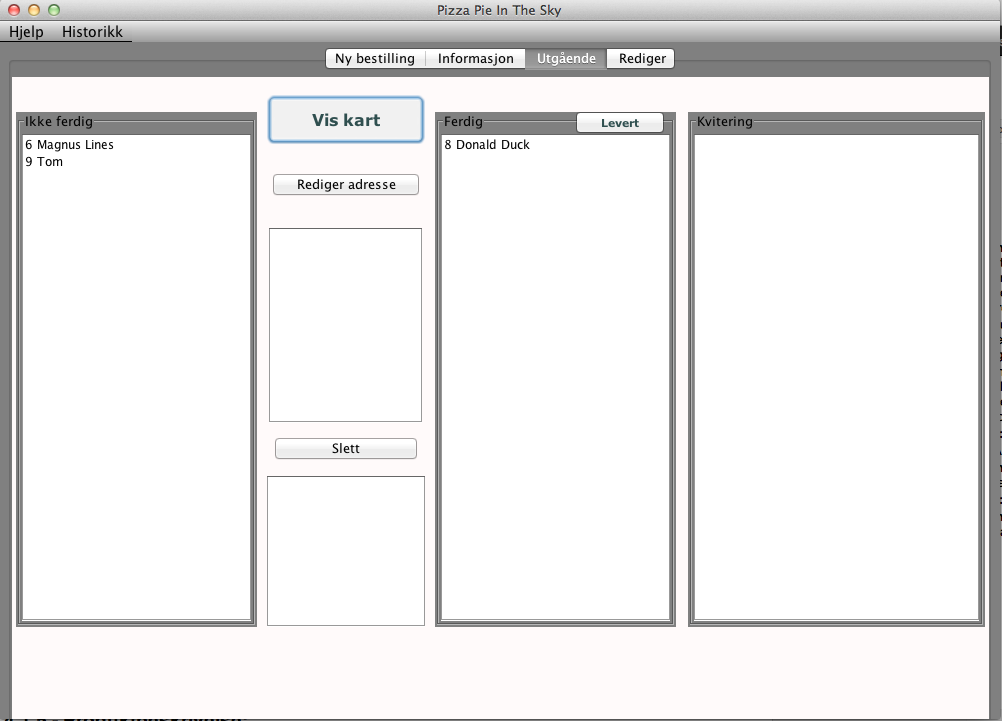 Pizza Pie In The Sky
Hjelp Historikk
Ny bestilling Informasjon Utgående Rediger
Ikke ferdig
6 Magnus Lines
9 Tom
Vis kart
Rediger adresse
Slett
Ferdig
Levert
8 Donald Duck
Kvitering